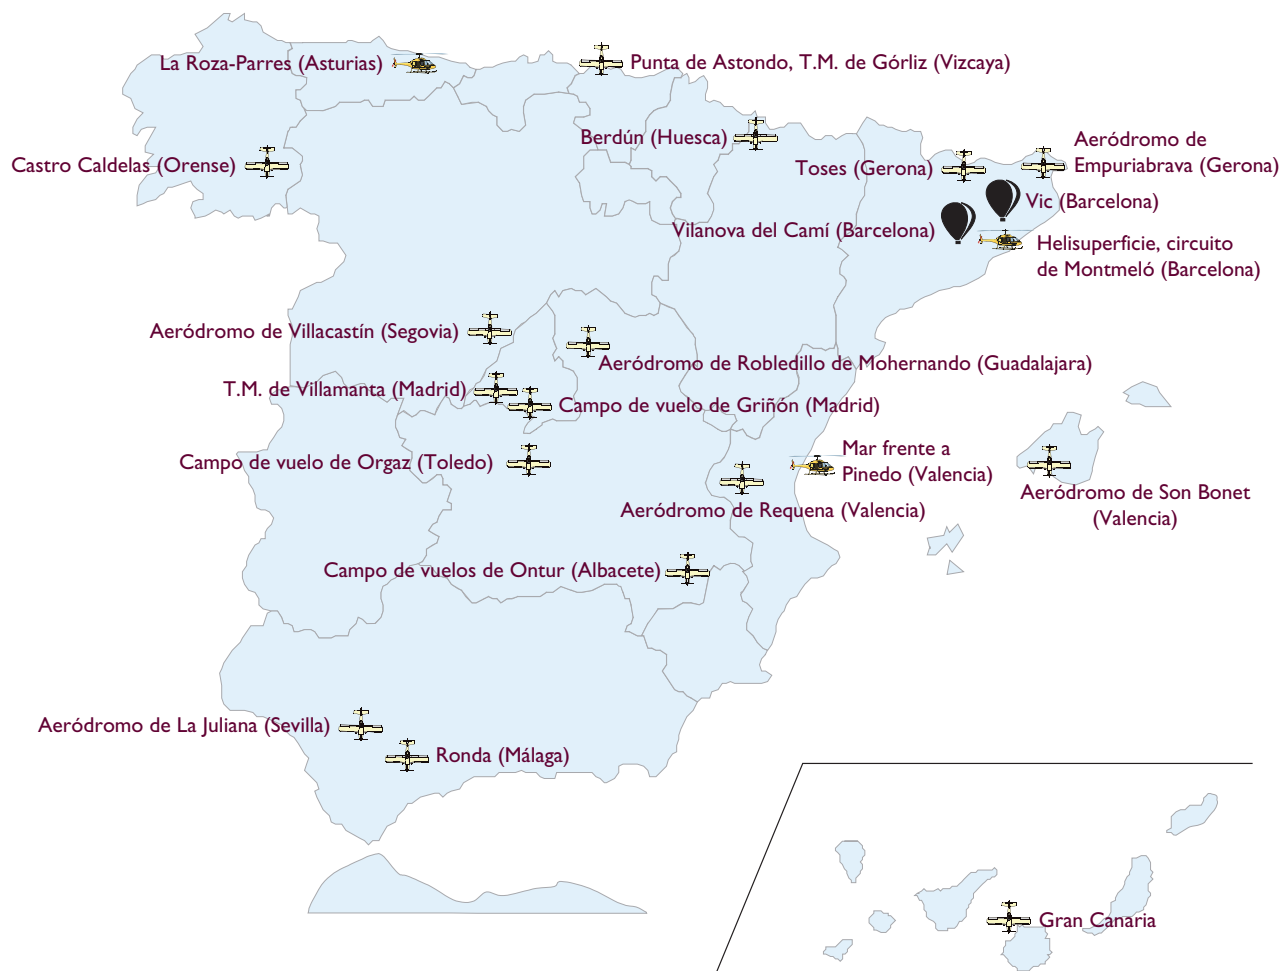 La Roza-Parres (Asturias)
Punta de Astondo, T.M. de Górliz (Vizcaya)
Berdún (Huesca)
Castro Caldelas (Orense)
Toses (Gerona)
Aeródromo de
Empuriabrava (Gerona)
Vic (Barcelona)
Vilanova del Camí (Barcelona)
Helisuperficie, circuito
de Montmeló (Barcelona)
Aeródromo de Villacastín (Segovia)
Aeródromo de Robledillo de Mohernando (Guadalajara)
T.M. de Villamanta (Madrid)
Campo de vuelo de Griñón (Madrid)
Mar frente a
Pinedo (Valencia)
Campo de vuelo de Orgaz (Toledo)
Aeródromo de Son Bonet
(Valencia)
Aeródromo de Requena (Valencia)
Campo de vuelos de Ontur (Albacete)
Aeródromo de La Juliana (Sevilla)
Ronda (Málaga)
Gran Canaria